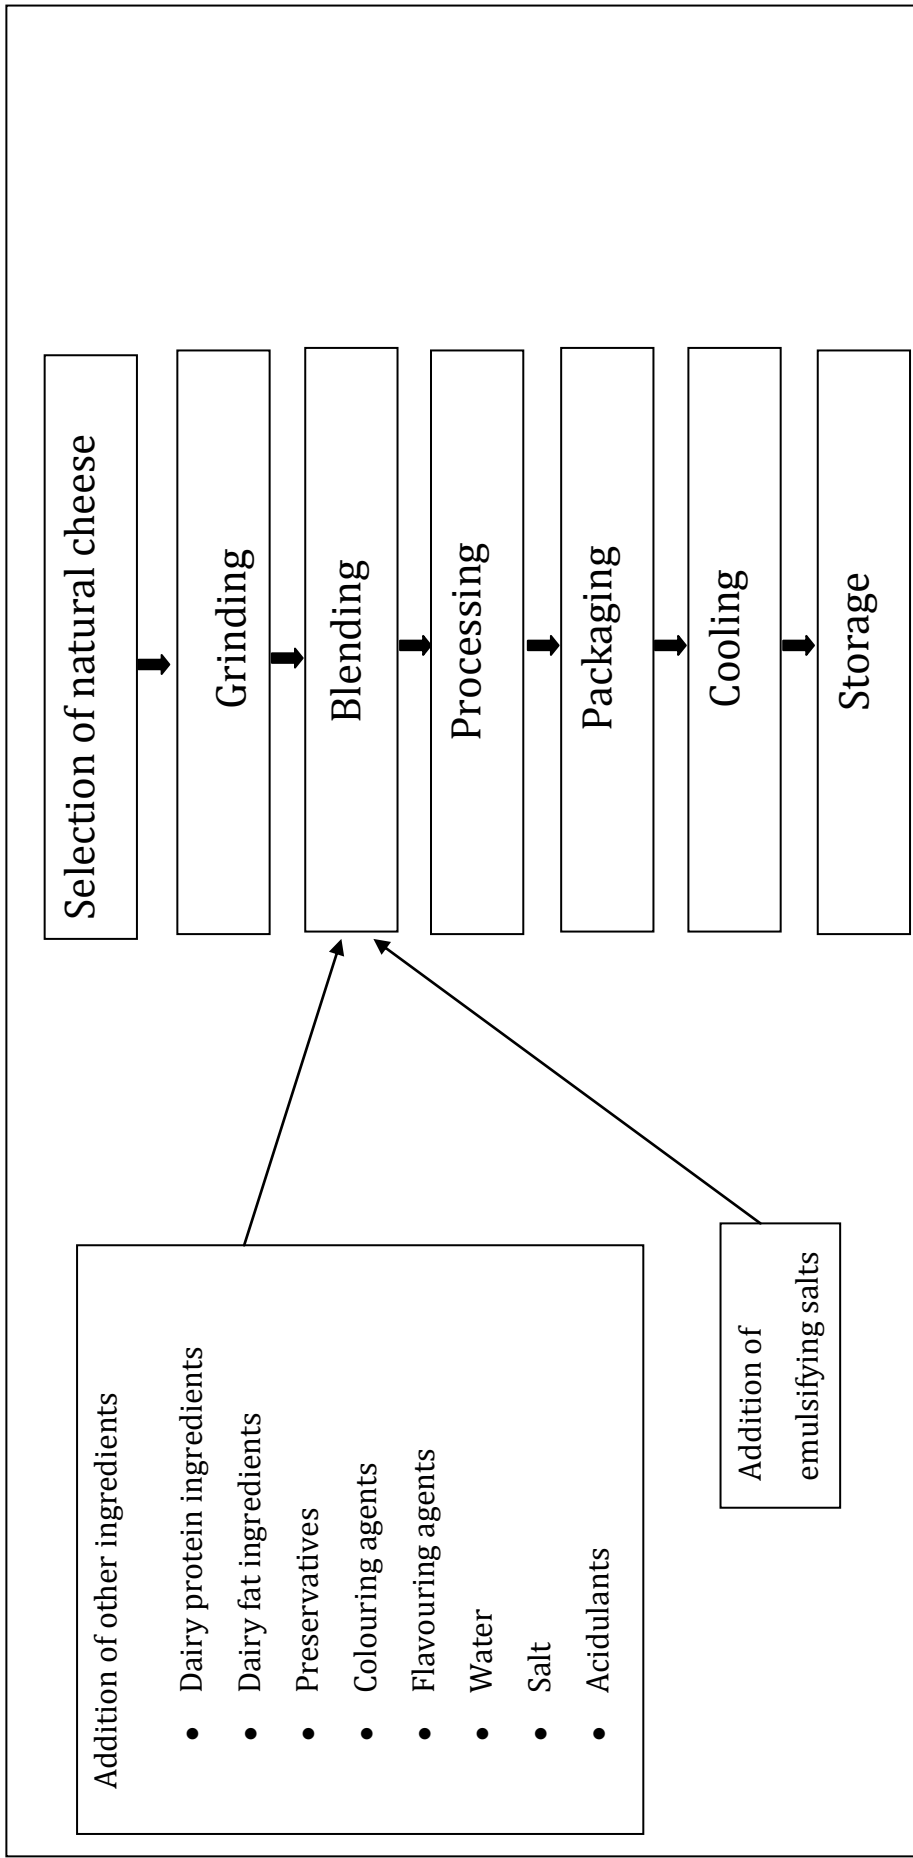 Selection of natural cheese
Grinding
Blending
Processing
Packaging
Cooling
Storage
Addition of other ingredients
• Dairy protein ingredients
• Dairy fat ingredients
• Preservatives
• Colouring agents
• Flavouring agents
• Water
• Salt
• Acidulants
Addition of
emulsifying salts